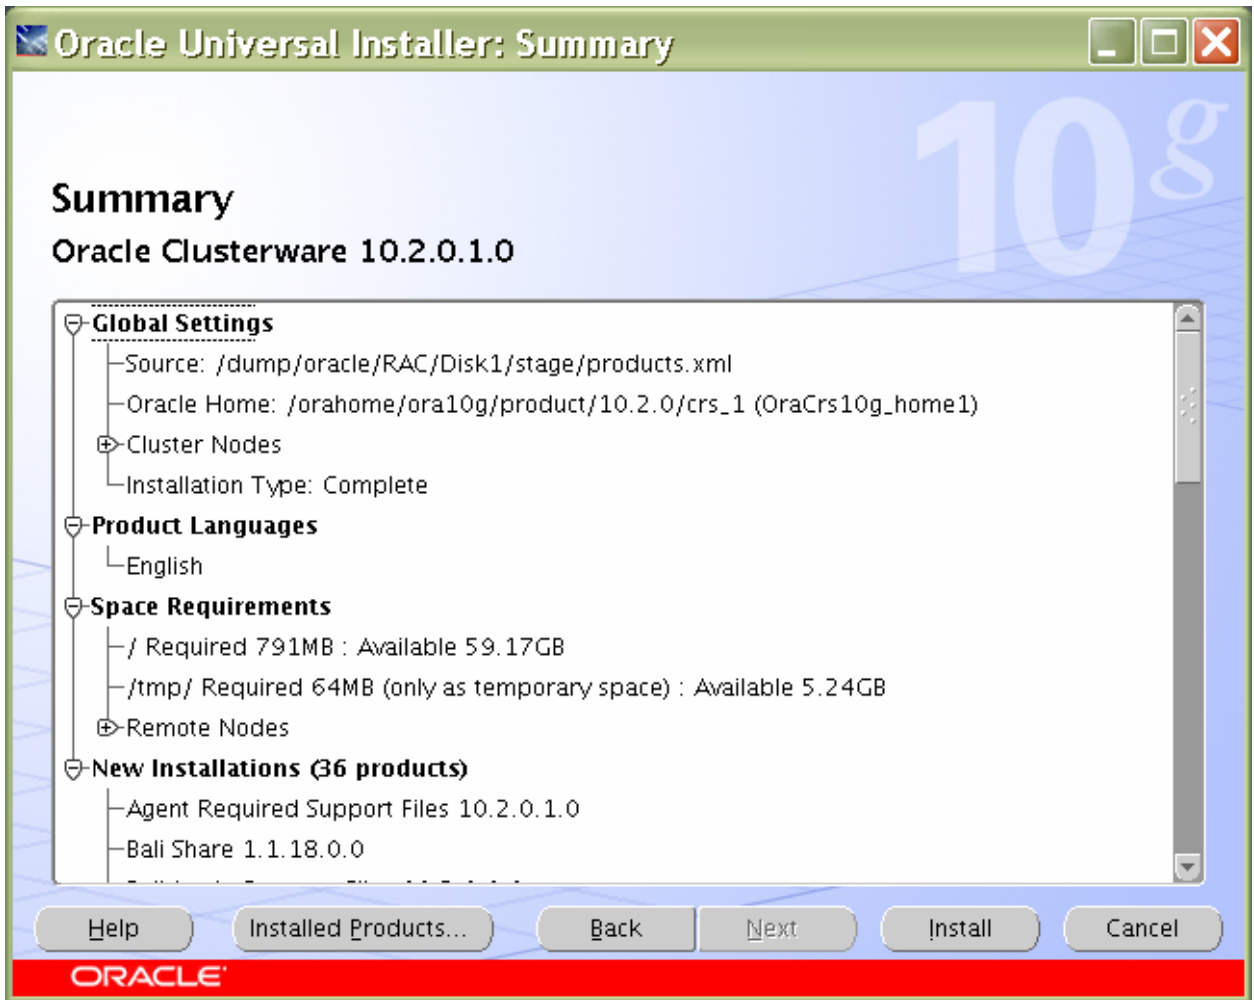 Oracle Universal Installer: Summary
10g
Summary
Oracle Clusterware 10.2.0.1.0
Global Settings
Source: /dump/oracle/RAC/Disk1/stage/products.xml
Oracle Home: /orahome/ora10g/product/10.2.0/crs_1 (OraCrs10g_home1)
Cluster Nodes
Installation Type: Complete
Product Languages
English
Space Requirements
/ Required 791MB : Available 59.17GB
/tmp/ Required 64MB (only as temporary space) : Available 5.24GB
Remote Nodes
New Installations (36 products)
Agent Required Support Files 10.2.0.1.0
Bali Share 1.1.18.0.0
Help Installed Products... Back Next Install Cancel
ORACLE